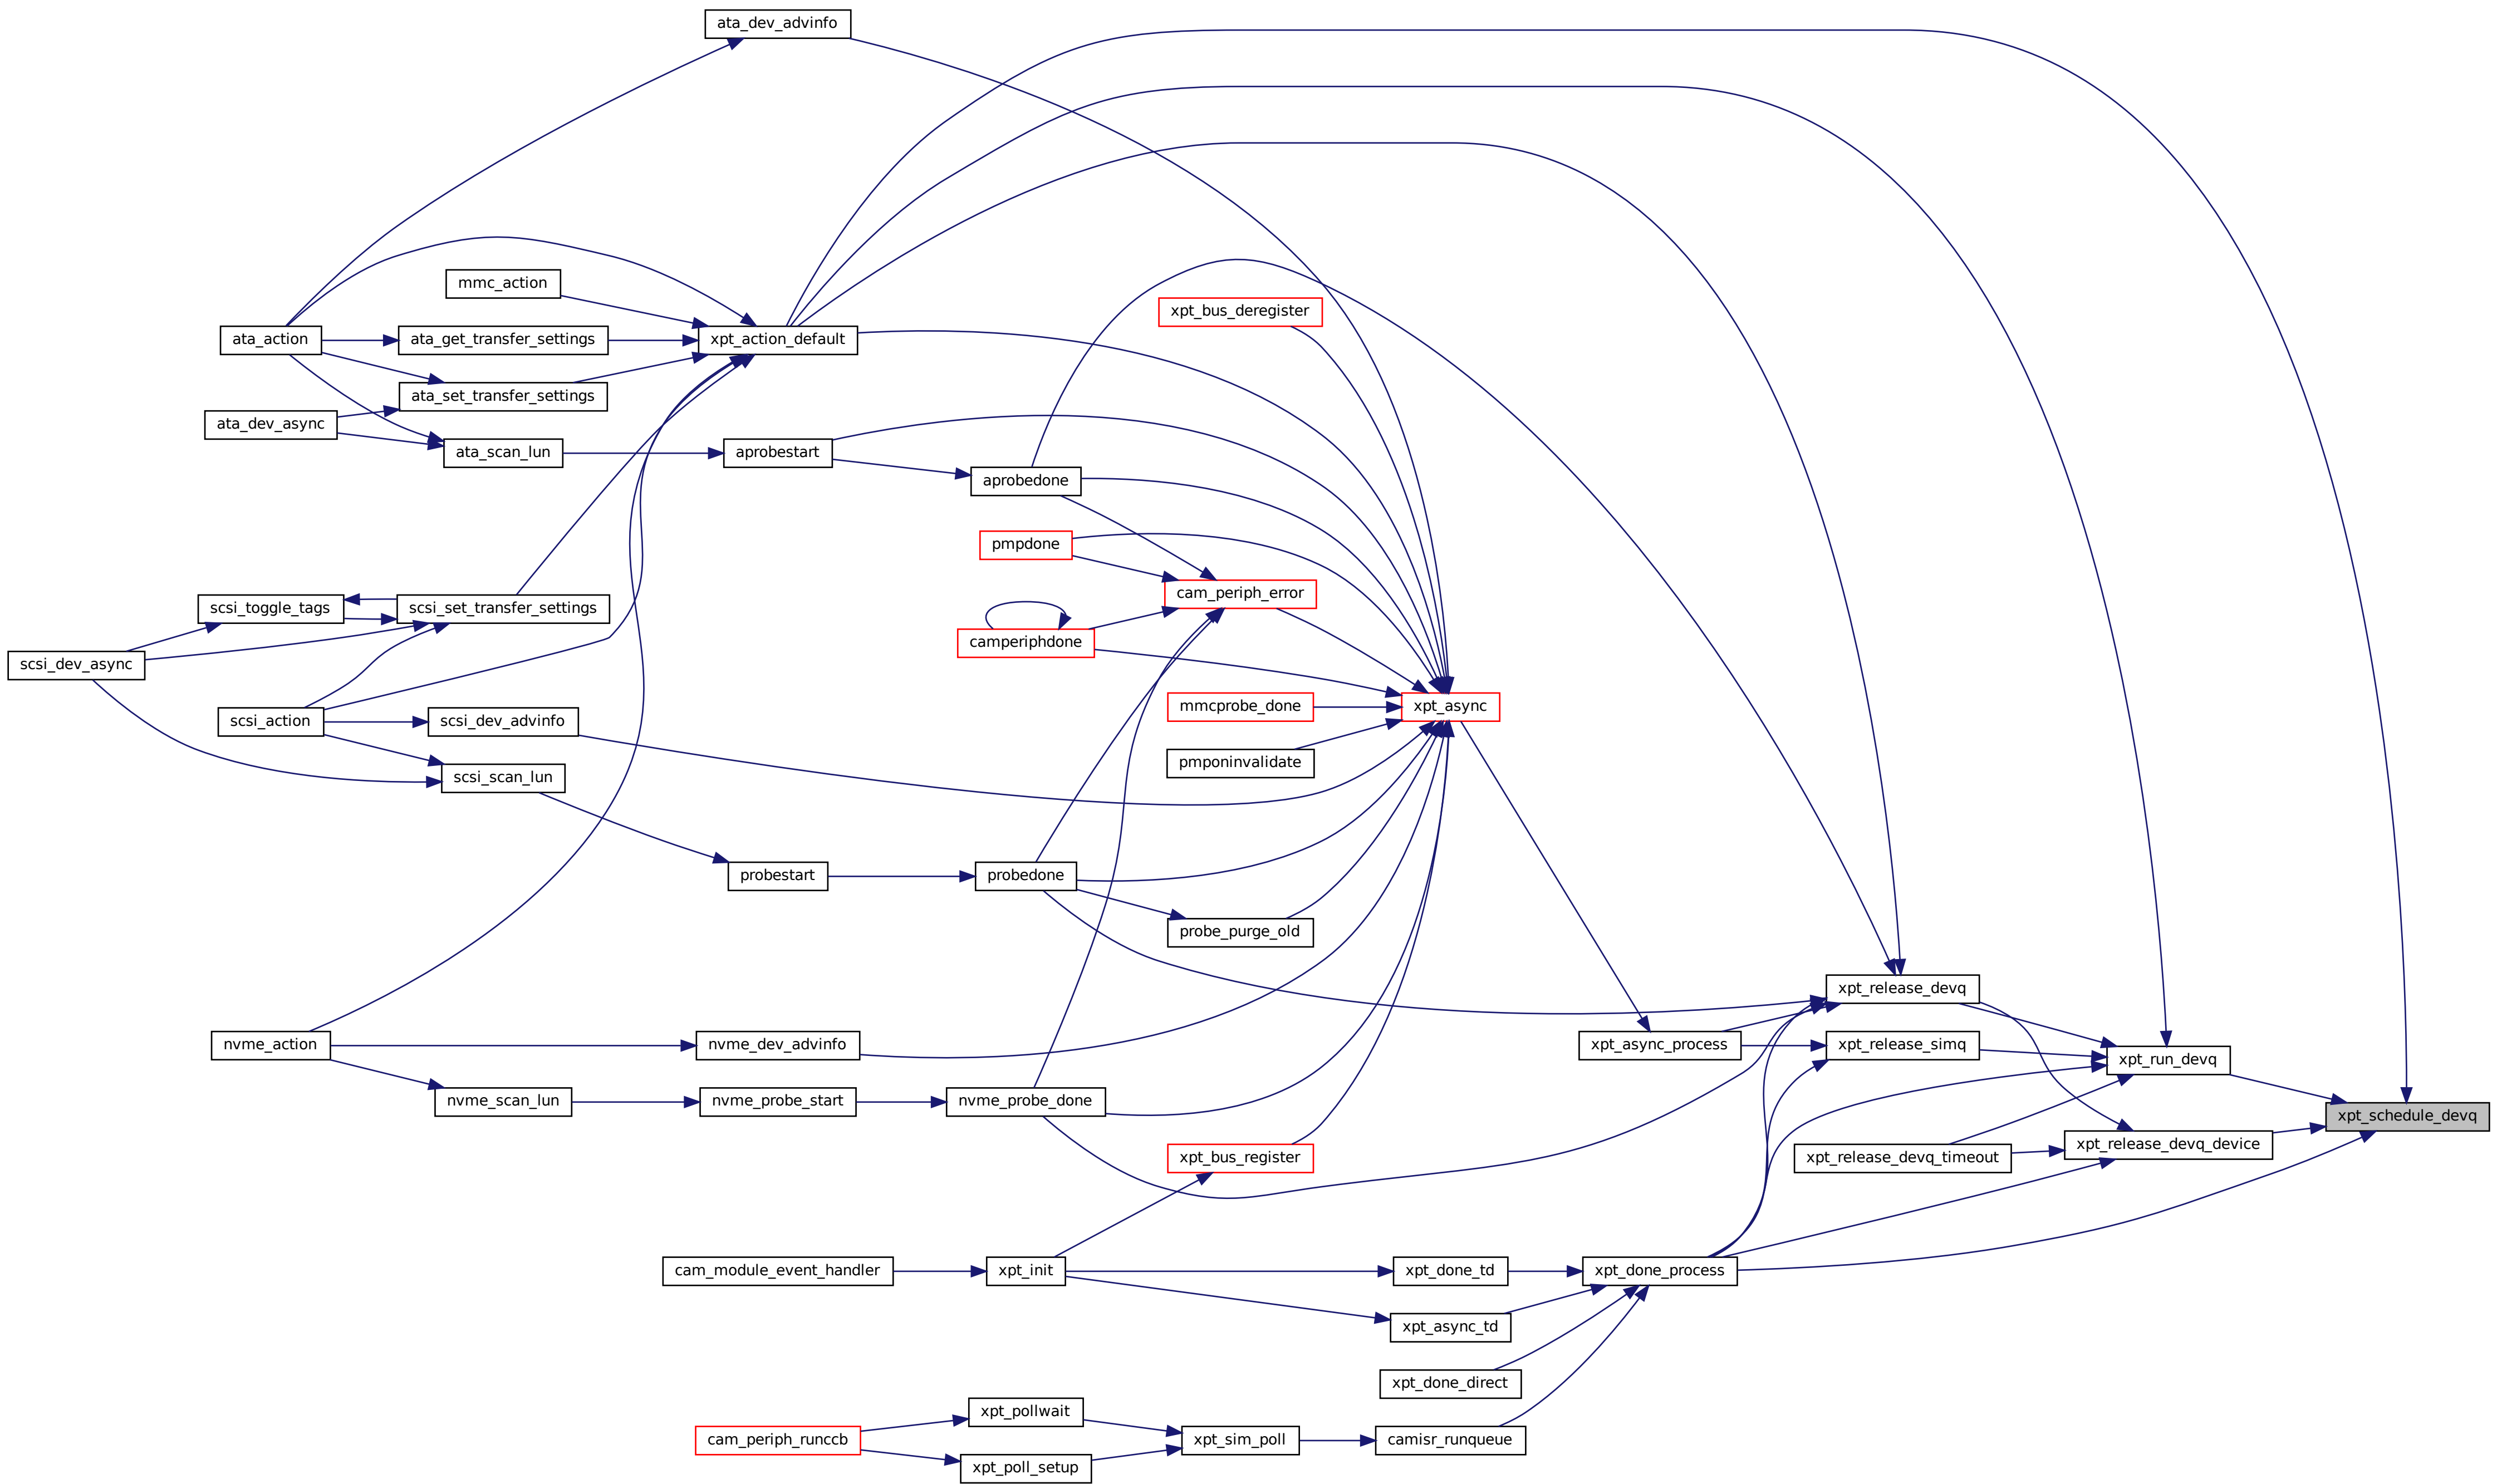 ata_dev_advinfo
mmc_action
xpt_bus_deregister
ata_action
ata_get_transfer_settings
xpt_action_default
ata_set_transfer_settings
ata_dev_async
ata_scan_lun
aprobestart
aprobedone
pmpdone
cam_periph_error
scsi_toggle_tags
scsi_set_transfer_settings
camperiphdone
scsi_dev_async
mmcprobe_done
xpt_async
scsi_action
scsi_dev_advinfo
pmponinvalidate
scsi_scan_lun
probestart
probedone
probe_purge_old
xpt_release_devq
nvme_action
nvme_dev_advinfo
xpt_async_process
xpt_release_simq
xpt_run_devq
nvme_scan_lun
nvme_probe_start
nvme_probe_done
xpt_schedule_devq
xpt_release_devq_device
xpt_bus_register
xpt_release_devq_timeout
cam_module_event_handler
xpt_init
xpt_done_td
xpt_done_process
xpt_async_td
xpt_done_direct
xpt_pollwait
cam_periph_runccb
xpt_sim_poll
camisr_runqueue
xpt_poll_setup